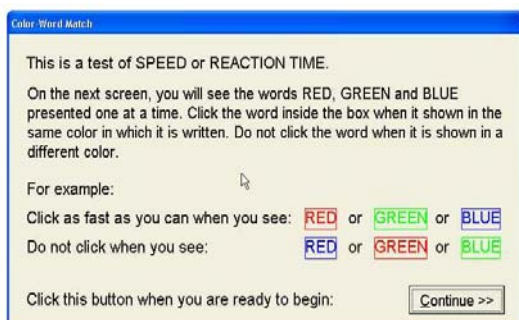 Color-Word Match
This is a test of SPEED or REACTION TIME.
On the next screen, you will see the words RED, GREEN and BLUE
presented one at a time. Click the word inside the box when it shown in the
same color in which it is written. Do not click the word when it is shown in a
different color.
For example:
Click as fast as you can when you see: RED or GREEN or BLUE
Do not click when you see: RED or GREEN or BLUE
Click this button when you are ready to begin: Continue >>